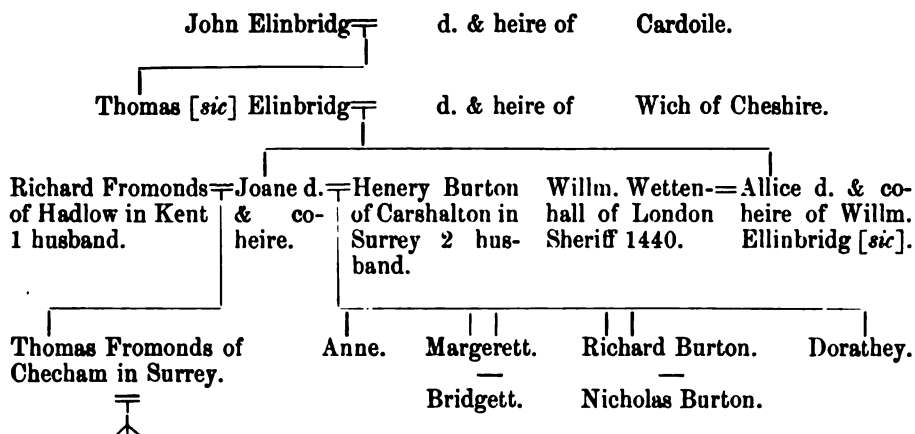 John Elinbridg d. & heire of Cardoile.
Thomas [sic] Elinbridg d. & heire of Wich of Cheshire.
Richard Fromonds
of Hadlow in Kent
1 husband.
Joane d.
& co-
heire.
Henery Burton
of Carshalton in
Surrey 2 hus-
band.
Willm. Wetten-
hall of London
Sheriff 1440.
Allice d. & co-
heire of Willm.
Ellinbridg [sic].
Thomas Fromonds of
Checham in Surrey.
Anne.
Margerett.
Bridgett.
Richard Burton.
Nicholas Burton.
Dorathey.